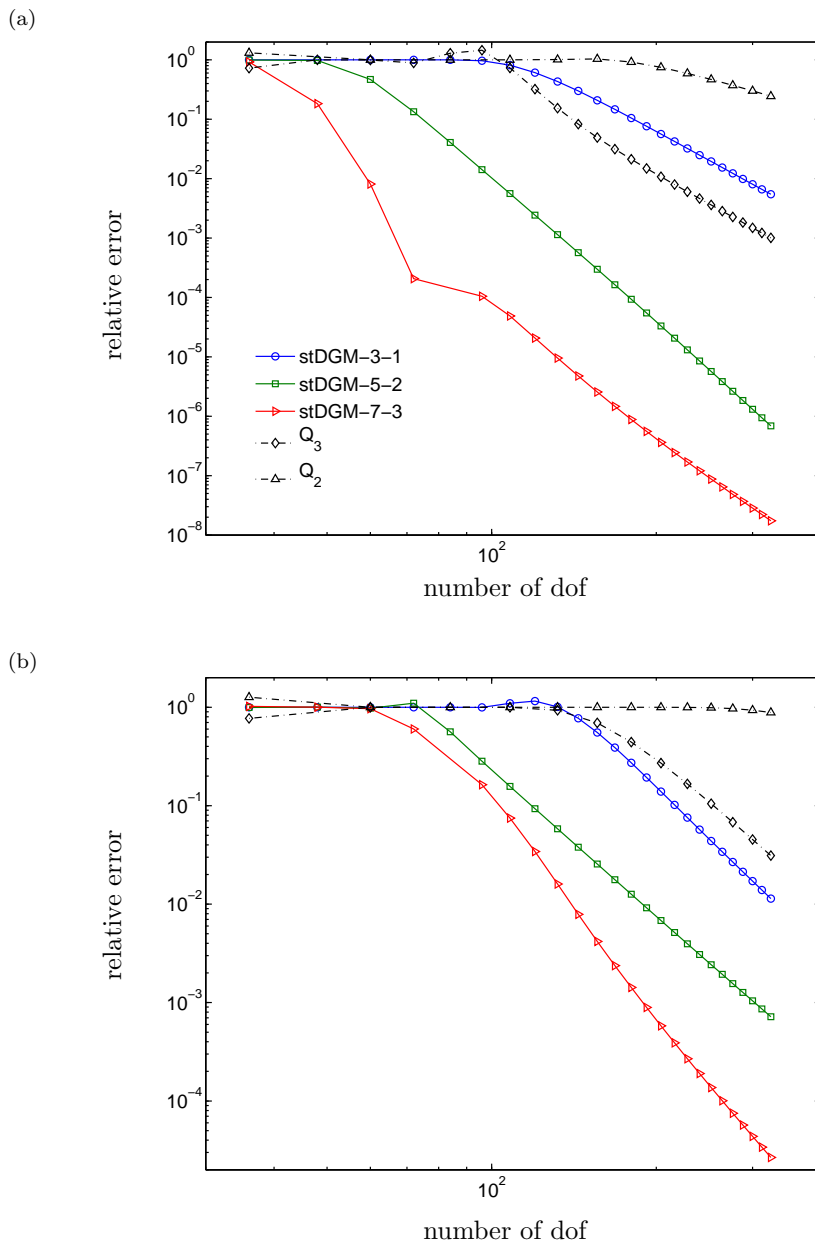 (a)
10^0
10^-1
10^-2
10^-3
10^-4
10^-5
10^-6
10^-7
10^-8
relative error
stDGM-3-1
stDGM-5-2
stDGM-7-3
Q_3
Q_2
10^2
number of dof
(b)
10^0
10^-1
10^-2
10^-3
10^-4
relative error
10^2
number of dof